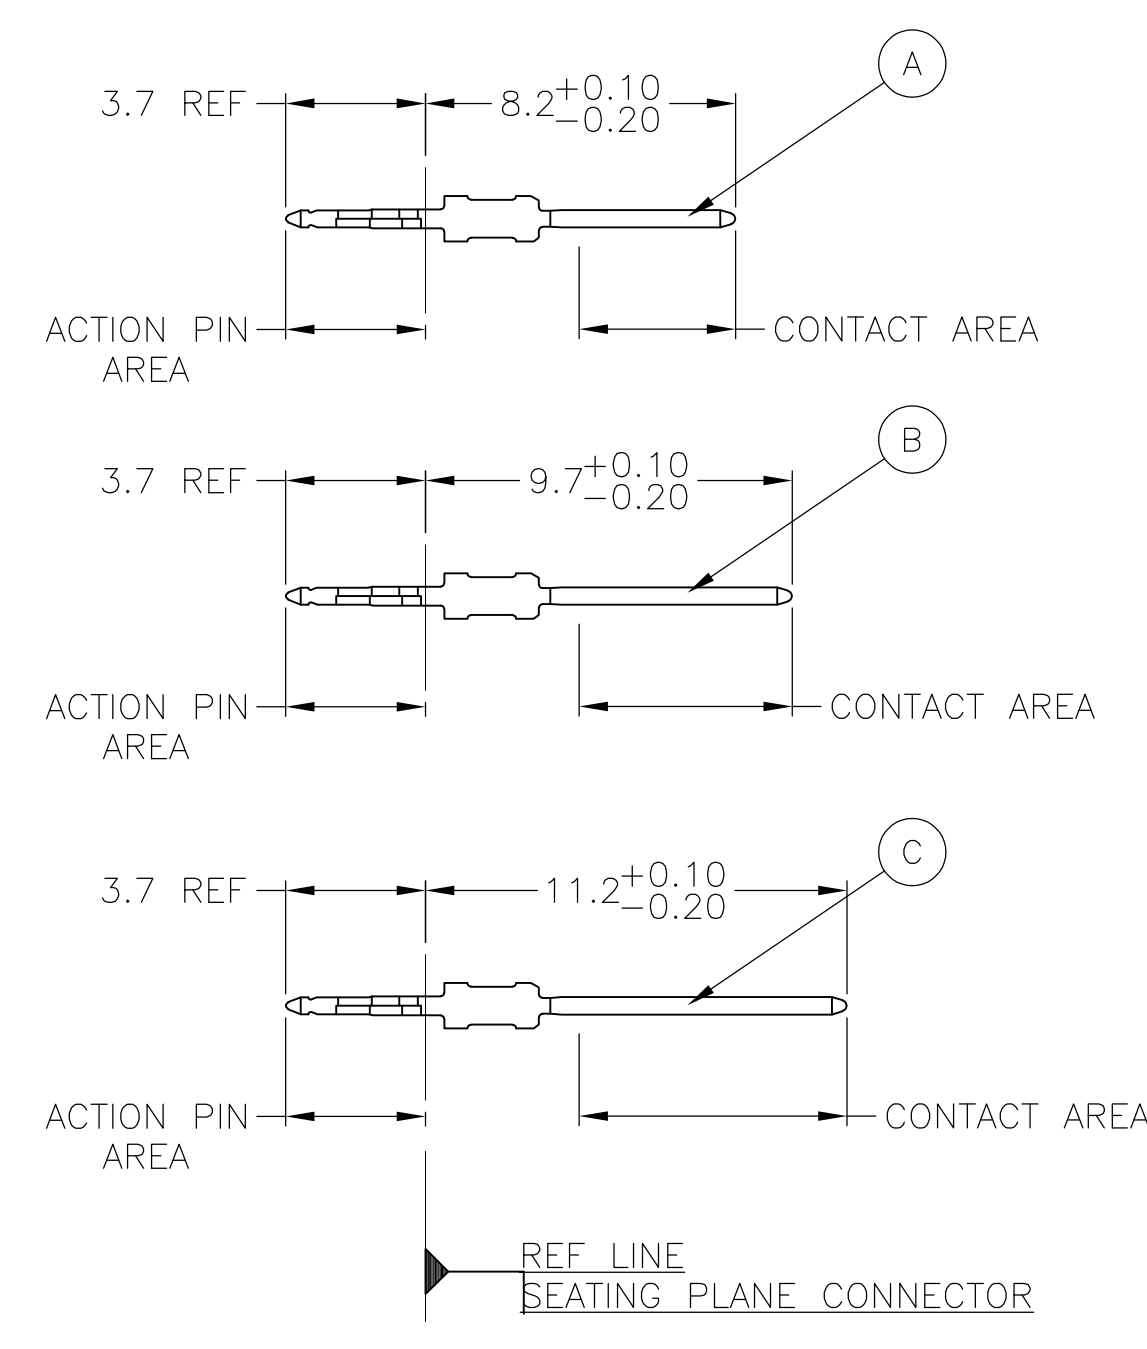 A
3.7 REF 8.2 +0.10
-0.20
ACTION PIN
AREA
CONTACT AREA
B
3.7 REF 9.7 +0.10
-0.20
ACTION PIN
AREA
CONTACT AREA
C
3.7 REF 11.2 +0.10
-0.20
ACTION PIN
AREA
CONTACT AREA
REF LINE
SEATING PLANE CONNECTOR